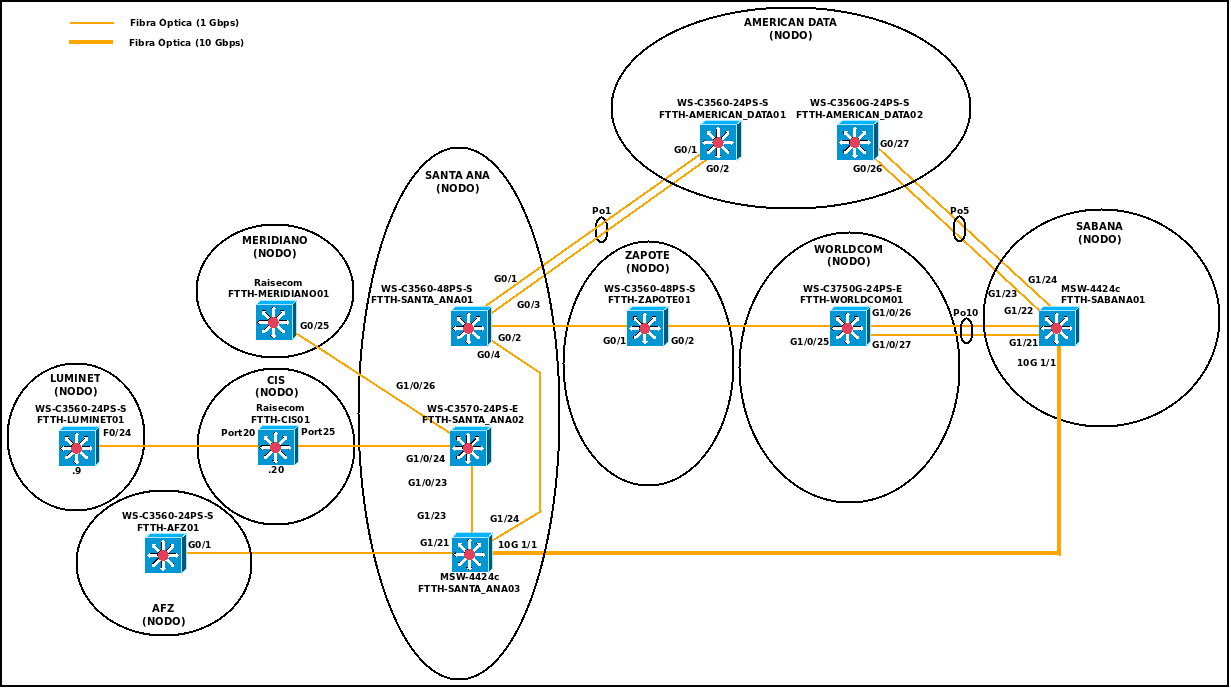 Fibra Optica (1 Gbps)
Fibra Optica (10 Gbps)
AMERICAN DATA
(NODO)
WS-C3560-24PS-S
FTTH-AMERICAN_DATA01
G0/1
G0/2
WS-C3560G-24PS-S
FTTH-AMERICAN_DATA02
G0/27
G0/26
Po1
Po5
SANTA ANA
(NODO)
WS-C3560-48PS-S
FTTH-SANTA_ANA01
G0/1
G0/3
G0/2
G0/4
MERIDIANO
(NODO)
Raisecom
FTTH-MERIDIANO01
G0/25
ZAPOTE
(NODO)
WS-C3560-48PS-S
FTTH-ZAPOTE01
G0/1
G0/2
WORLDCOM
(NODO)
WS-C3750G-24PS-E
FTTH-WORLDCOM01
G1/0/26
G1/0/25
G1/0/27
Po10
SABANA
(NODO)
G1/24
G1/23
MSW-4424c
FTTH-SABANA01
G1/22
G1/21
10G 1/1
LUMINET
(NODO)
WS-C3560-24PS-S
FTTH-LUMINET01
F0/24
.9
CIS
(NODO)
Raisecom
FTTH-CIS01
Port20
Port25
.20
G1/0/26
WS-C3570-24PS-E
FTTH-SANTA_ANA02
G1/0/24
G1/0/23
G1/23
G1/24
G1/21
10G 1/1
MSW-4424c
FTTH-SANTA_ANA03
WS-C3560-24PS-S
FTTH-AFZ01
G0/1
AFZ
(NODO)